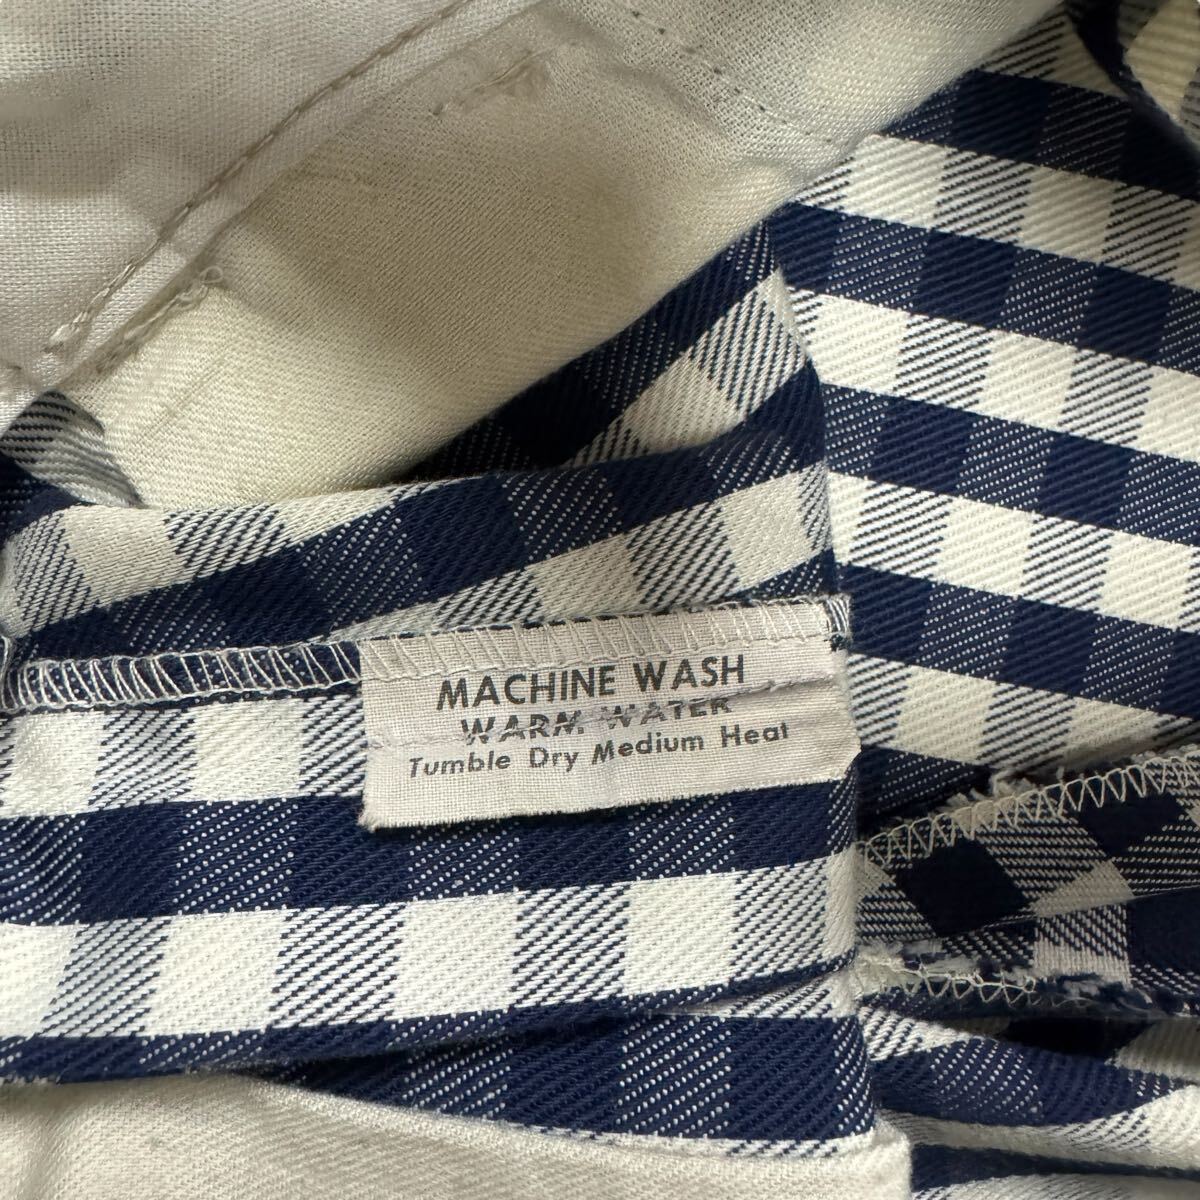 MACHINE WASH
WARM WATER
Tumble Dry Medium Heat